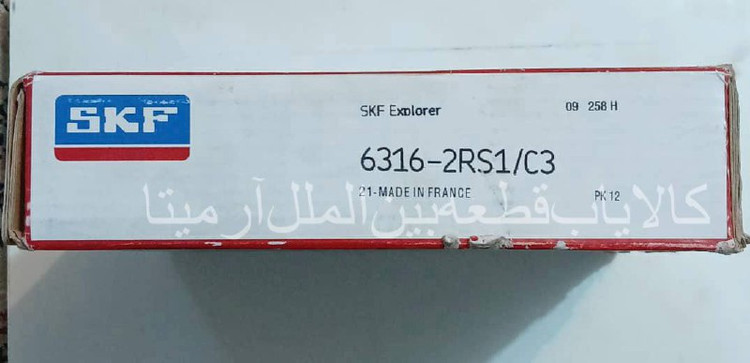 SKF
SKF Explorer
09 258 H
6316-2RS1/C3
21-MADE IN FRANCE
PK 12
کالایاب قطعه بین الملل آرمیتا